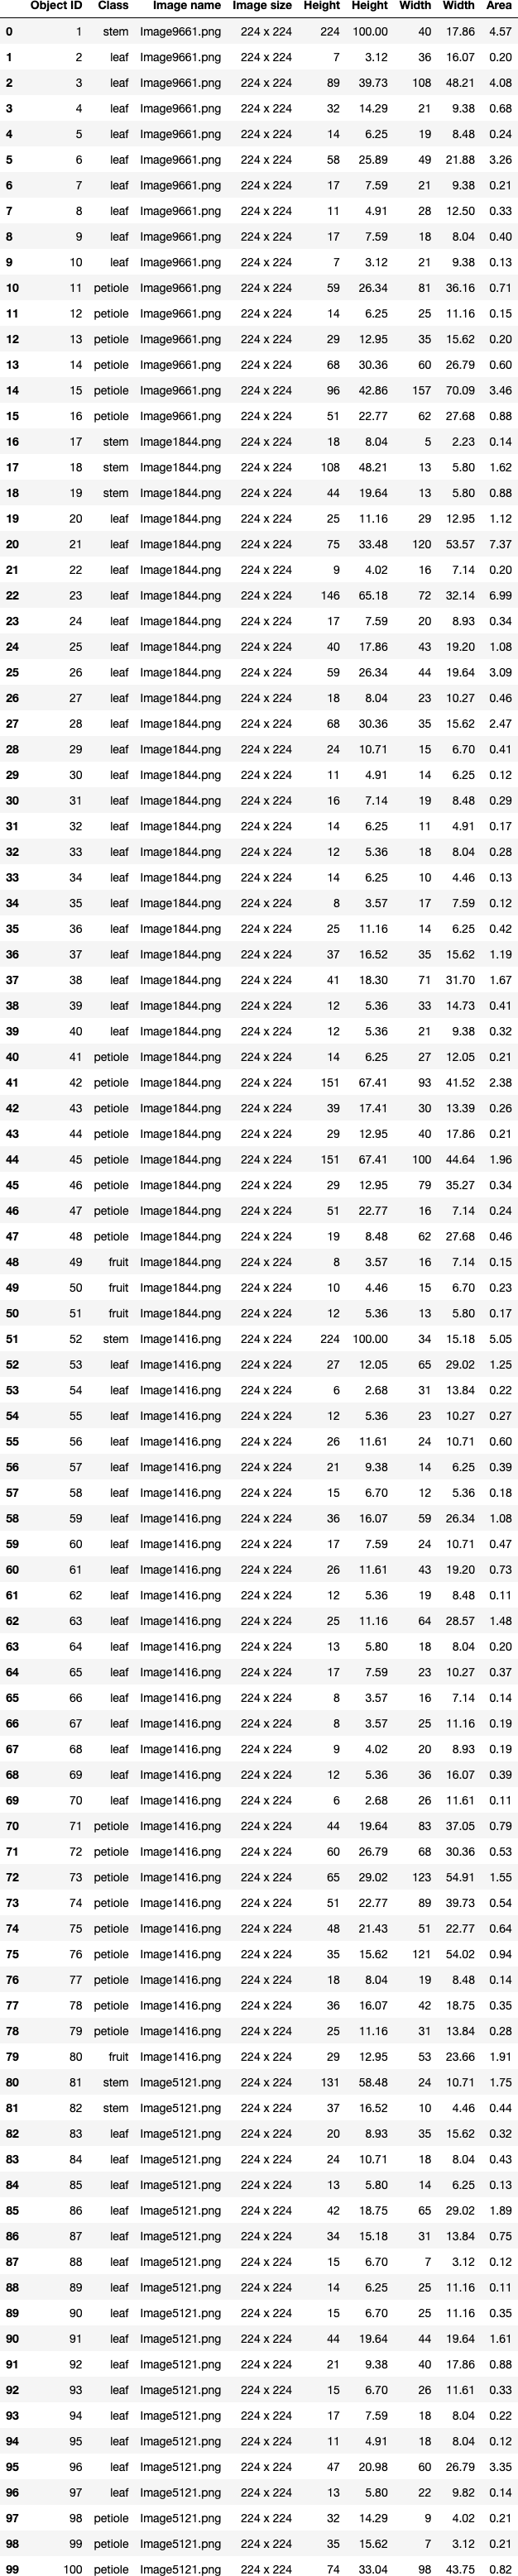 Object ID Class Image name Image size Height Height Width Width Area
0 1 stem Image9661.png 224 x 224 224 100.00 40 17.86 4.57
1 2 leaf Image9661.png 224 x 224 7 3.12 36 16.07 0.20
2 3 leaf Image9661.png 224 x 224 89 39.73 108 48.21 4.08
3 4 leaf Image9661.png 224 x 224 32 14.29 21 9.38 0.68
4 5 leaf Image9661.png 224 x 224 14 6.25 19 8.48 0.24
5 6 leaf Image9661.png 224 x 224 58 25.89 49 21.88 3.26
6 7 leaf Image9661.png 224 x 224 17 7.59 21 9.38 0.21
7 8 leaf Image9661.png 224 x 224 11 4.91 28 12.50 0.33
8 9 leaf Image9661.png 224 x 224 17 7.59 18 8.04 0.40
9 10 leaf Image9661.png 224 x 224 7 3.12 21 9.38 0.13
10 11 petiole Image9661.png 224 x 224 59 26.34 81 36.16 0.71
11 12 petiole Image9661.png 224 x 224 14 6.25 25 11.16 0.15
12 13 petiole Image9661.png 224 x 224 29 12.95 35 15.62 0.20
13 14 petiole Image9661.png 224 x 224 68 30.36 60 26.79 0.60
14 15 petiole Image9661.png 224 x 224 96 42.86 157 70.09 3.46
15 16 petiole Image9661.png 224 x 224 51 22.77 62 27.68 0.88
16 17 stem Image1844.png 224 x 224 18 8.04 5 2.23 0.14
17 18 stem Image1844.png 224 x 224 108 48.21 13 5.80 1.62
18 19 stem Image1844.png 224 x 224 44 19.64 13 5.80 0.88
19 20 leaf Image1844.png 224 x 224 25 11.16 29 12.95 1.12
20 21 leaf Image1844.png 224 x 224 75 33.48 120 53.57 7.37
21 22 leaf Image1844.png 224 x 224 9 4.02 16 7.14 0.20
22 23 leaf Image1844.png 224 x 224 146 65.18 72 32.14 6.99
23 24 leaf Image1844.png 224 x 224 17 7.59 20 8.93 0.34
24 25 leaf Image1844.png 224 x 224 40 17.86 43 19.20 1.08
25 26 leaf Image1844.png 224 x 224 59 26.34 44 19.64 3.09
26 27 leaf Image1844.png 224 x 224 18 8.04 23 10.27 0.46
27 28 leaf Image1844.png 224 x 224 68 30.36 35 15.62 2.47
28 29 leaf Image1844.png 224 x 224 24 10.71 15 6.70 0.41
29 30 leaf Image1844.png 224 x 224 11 4.91 14 6.25 0.12
30 31 leaf Image1844.png 224 x 224 16 7.14 19 8.48 0.29
31 32 leaf Image1844.png 224 x 224 14 6.25 11 4.91 0.17
32 33 leaf Image1844.png 224 x 224 12 5.36 18 8.04 0.28
33 34 leaf Image1844.png 224 x 224 14 6.25 10 4.46 0.13
34 35 leaf Image1844.png 224 x 224 8 3.57 17 7.59 0.12
35 36 leaf Image1844.png 224 x 224 25 11.16 14 6.25 0.42
36 37 leaf Image1844.png 224 x 224 37 16.52 35 15.62 1.19
37 38 leaf Image1844.png 224 x 224 41 18.30 71 31.70 1.67
38 39 leaf Image1844.png 224 x 224 12 5.36 33 14.73 0.41
39 40 leaf Image1844.png 224 x 224 12 5.36 21 9.38 0.32
40 41 petiole Image1844.png 224 x 224 14 6.25 27 12.05 0.21
41 42 petiole Image1844.png 224 x 224 151 67.41 93 41.52 2.38
42 43 petiole Image1844.png 224 x 224 39 17.41 30 13.39 0.26
43 44 petiole Image1844.png 224 x 224 29 12.95 40 17.86 0.21
44 45 petiole Image1844.png 224 x 224 151 67.41 100 44.64 1.96
45 46 petiole Image1844.png 224 x 224 29 12.95 79 35.27 0.34
46 47 petiole Image1844.png 224 x 224 51 22.77 16 7.14 0.24
47 48 petiole Image1844.png 224 x 224 19 8.48 62 27.68 0.46
48 49 fruit Image1844.png 224 x 224 8 3.57 16 7.14 0.15
49 50 fruit Image1844.png 224 x 224 10 4.46 15 6.70 0.23
50 51 fruit Image1844.png 224 x 224 12 5.36 13 5.80 0.17
51 52 stem Image1416.png 224 x 224 224 100.00 34 15.18 5.05
52 53 leaf Image1416.png 224 x 224 27 12.05 65 29.02 1.25
53 54 leaf Image1416.png 224 x 224 6 2.68 31 13.84 0.22
54 55 leaf Image1416.png 224 x 224 12 5.36 23 10.27 0.27
55 56 leaf Image1416.png 224 x 224 26 11.61 24 10.71 0.60
56 57 leaf Image1416.png 224 x 224 21 9.38 14 6.25 0.39
57 58 leaf Image1416.png 224 x 224 15 6.70 12 5.36 0.18
58 59 leaf Image1416.png 224 x 224 36 16.07 59 26.34 1.08
59 60 leaf Image1416.png 224 x 224 17 7.59 24 10.71 0.47
60 61 leaf Image1416.png 224 x 224 26 11.61 43 19.20 0.73
61 62 leaf Image1416.png 224 x 224 12 5.36 19 8.48 0.11
62 63 leaf Image1416.png 224 x 224 25 11.16 64 28.57 1.48
63 64 leaf Image1416.png 224 x 224 13 5.80 18 8.04 0.20
64 65 leaf Image1416.png 224 x 224 17 7.59 23 10.27 0.37
65 66 leaf Image1416.png 224 x 224 8 3.57 16 7.14 0.14
66 67 leaf Image1416.png 224 x 224 8 3.57 25 11.16 0.19
67 68 leaf Image1416.png 224 x 224 9 4.02 20 8.93 0.19
68 69 leaf Image1416.png 224 x 224 12 5.36 36 16.07 0.39
69 70 leaf Image1416.png 224 x 224 6 2.68 26 11.61 0.11
70 71 petiole Image1416.png 224 x 224 44 19.64 83 37.05 0.79
71 72 petiole Image1416.png 224 x 224 60 26.79 68 30.36 0.53
72 73 petiole Image1416.png 224 x 224 65 29.02 123 54.91 1.55
73 74 petiole Image1416.png 224 x 224 51 22.77 89 39.73 0.54
74 75 petiole Image1416.png 224 x 224 48 21.43 51 22.77 0.64
75 76 petiole Image1416.png 224 x 224 35 15.62 121 54.02 0.94
76 77 petiole Image1416.png 224 x 224 18 8.04 19 8.48 0.14
77 78 petiole Image1416.png 224 x 224 36 16.07 42 18.75 0.35
78 79 petiole Image1416.png 224 x 224 25 11.16 31 13.84 0.28
79 80 fruit Image1416.png 224 x 224 29 12.95 53 23.66 1.91
80 81 stem Image5121.png 224 x 224 131 58.48 24 10.71 1.75
81 82 stem Image5121.png 224 x 224 37 16.52 10 4.46 0.44
82 83 leaf Image5121.png 224 x 224 20 8.93 35 15.62 0.32
83 84 leaf Image5121.png 224 x 224 24 10.71 18 8.04 0.43
84 85 leaf Image5121.png 224 x 224 13 5.80 14 6.25 0.13
85 86 leaf Image5121.png 224 x 224 42 18.75 65 29.02 1.89
86 87 leaf Image5121.png 224 x 224 34 15.18 31 13.84 0.75
87 88 leaf Image5121.png 224 x 224 15 6.70 7 3.12 0.12
88 89 leaf Image5121.png 224 x 224 14 6.25 25 11.16 0.11
89 90 leaf Image5121.png 224 x 224 15 6.70 25 11.16 0.35
90 91 leaf Image5121.png 224 x 224 44 19.64 44 19.64 1.61
91 92 leaf Image5121.png 224 x 224 21 9.38 40 17.86 0.88
92 93 leaf Image5121.png 224 x 224 15 6.70 26 11.61 0.33
93 94 leaf Image5121.png 224 x 224 17 7.59 18 8.04 0.22
94 95 leaf Image5121.png 224 x 224 11 4.91 18 8.04 0.12
95 96 leaf Image5121.png 224 x 224 47 20.98 60 26.79 3.35
96 97 leaf Image5121.png 224 x 224 13 5.80 22 9.82 0.14
97 98 petiole Image5121.png 224 x 224 32 14.29 9 4.02 0.21
98 99 petiole Image5121.png 224 x 224 35 15.62 7 3.12 0.21
99 100 petiole Image5121.png 224 x 224 74 33.04 98 43.75 0.82